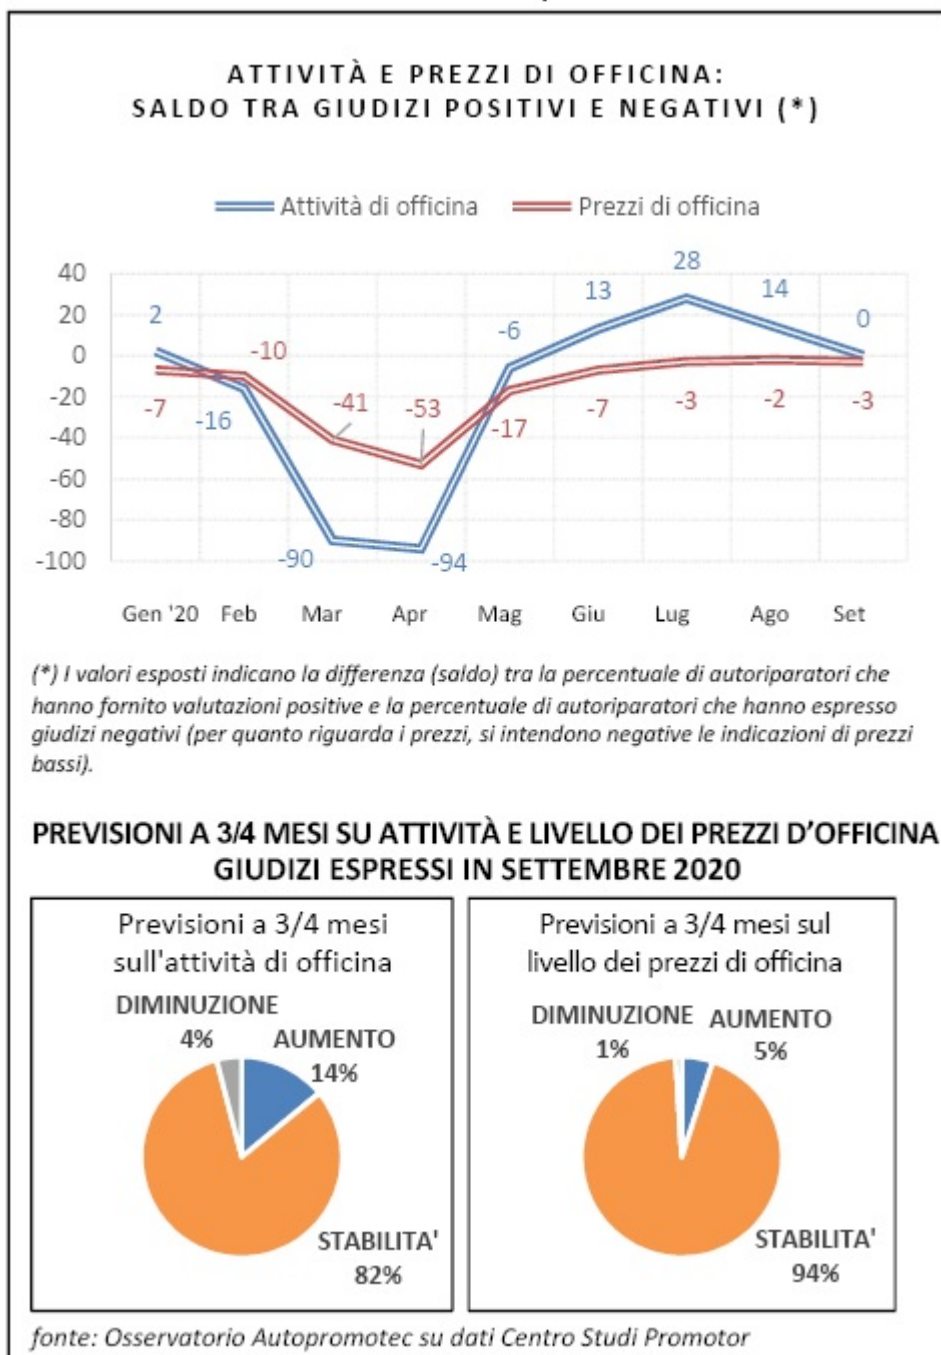 ATTIVITÀ E PREZZI DI OFFICINA:
SALDO TRA GIUDIZI POSITIVI E NEGATIVI (*)
Attività di officina Prezzi di officina
40
20
0
-20
-40
-60
-80
-100
2
-16
-90
-94
-6
13
28
14
0
-7
-10
-41
-53
-17
-7
-3
-2
-3
Gen '20 Feb Mar Apr Mag Giu Lug Ago Set
(*) I valori esposti indicano la differenza (saldo) tra la percentuale di autoriparatori che
hanno fornito valutazioni positive e la percentuale di autoriparatori che hanno espresso
giudizi negativi (per quanto riguarda i prezzi, si intendono negative le indicazioni di prezzi
bassi).
PREVISIONI A 3/4 MESI SU ATTIVITÀ E LIVELLO DEI PREZZI D'OFFICINA
GIUDIZI ESPRESSI IN SETTEMBRE 2020
Previsioni a 3/4 mesi
sull'attività di officina
DIMINUZIONE
4%
AUMENTO
14%
STABILITA'
82%
Previsioni a 3/4 mesi sul
livello dei prezzi di officina
DIMINUZIONE
1%
AUMENTO
5%
STABILITA'
94%
fonte: Osservatorio Autopromotec su dati Centro Studi Promotor